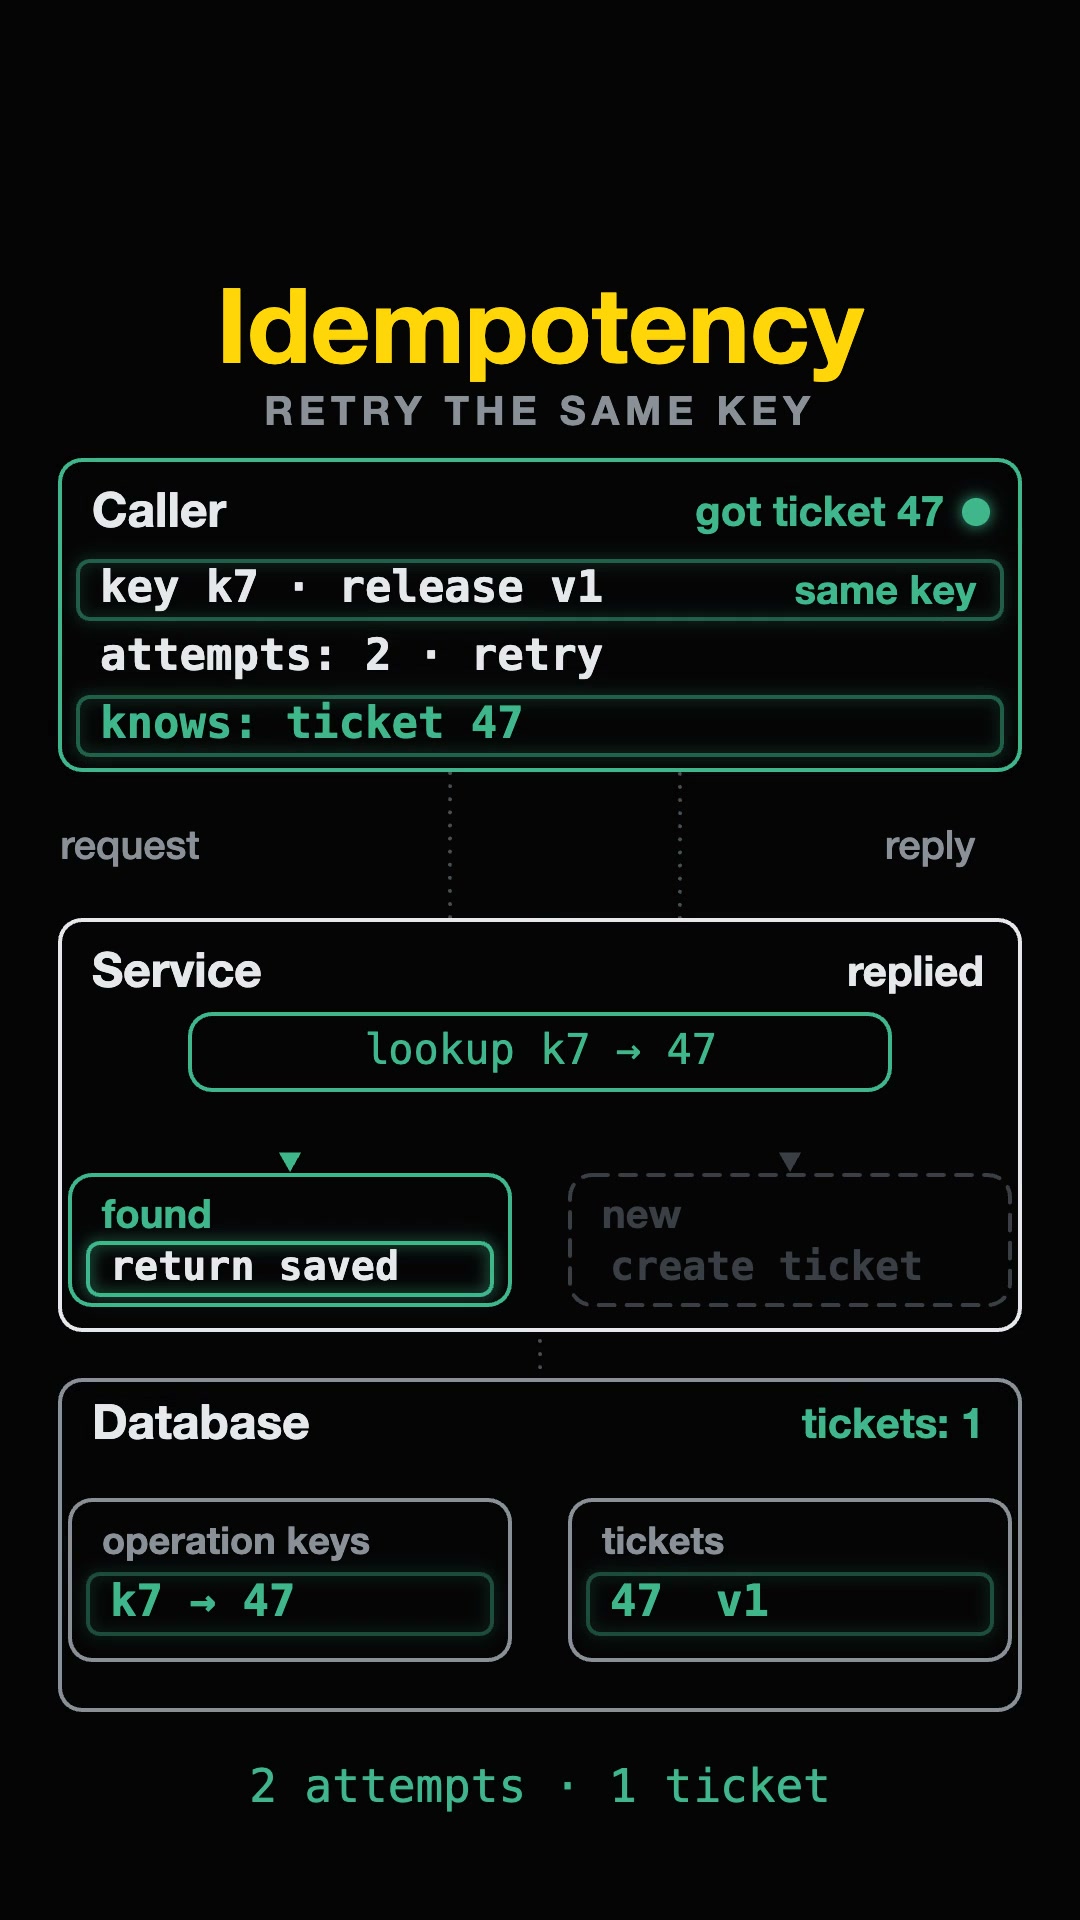 Idempotency
RETRY THE SAME KEY
Caller
got ticket 47
key k7 · release v1
same key
attempts: 2 · retry
knows: ticket 47
request
reply
Service
replied
lookup k7 → 47
found
return saved
new
create ticket
Database
tickets: 1
operation keys
k7 → 47
tickets
47 v1
2 attempts · 1 ticket